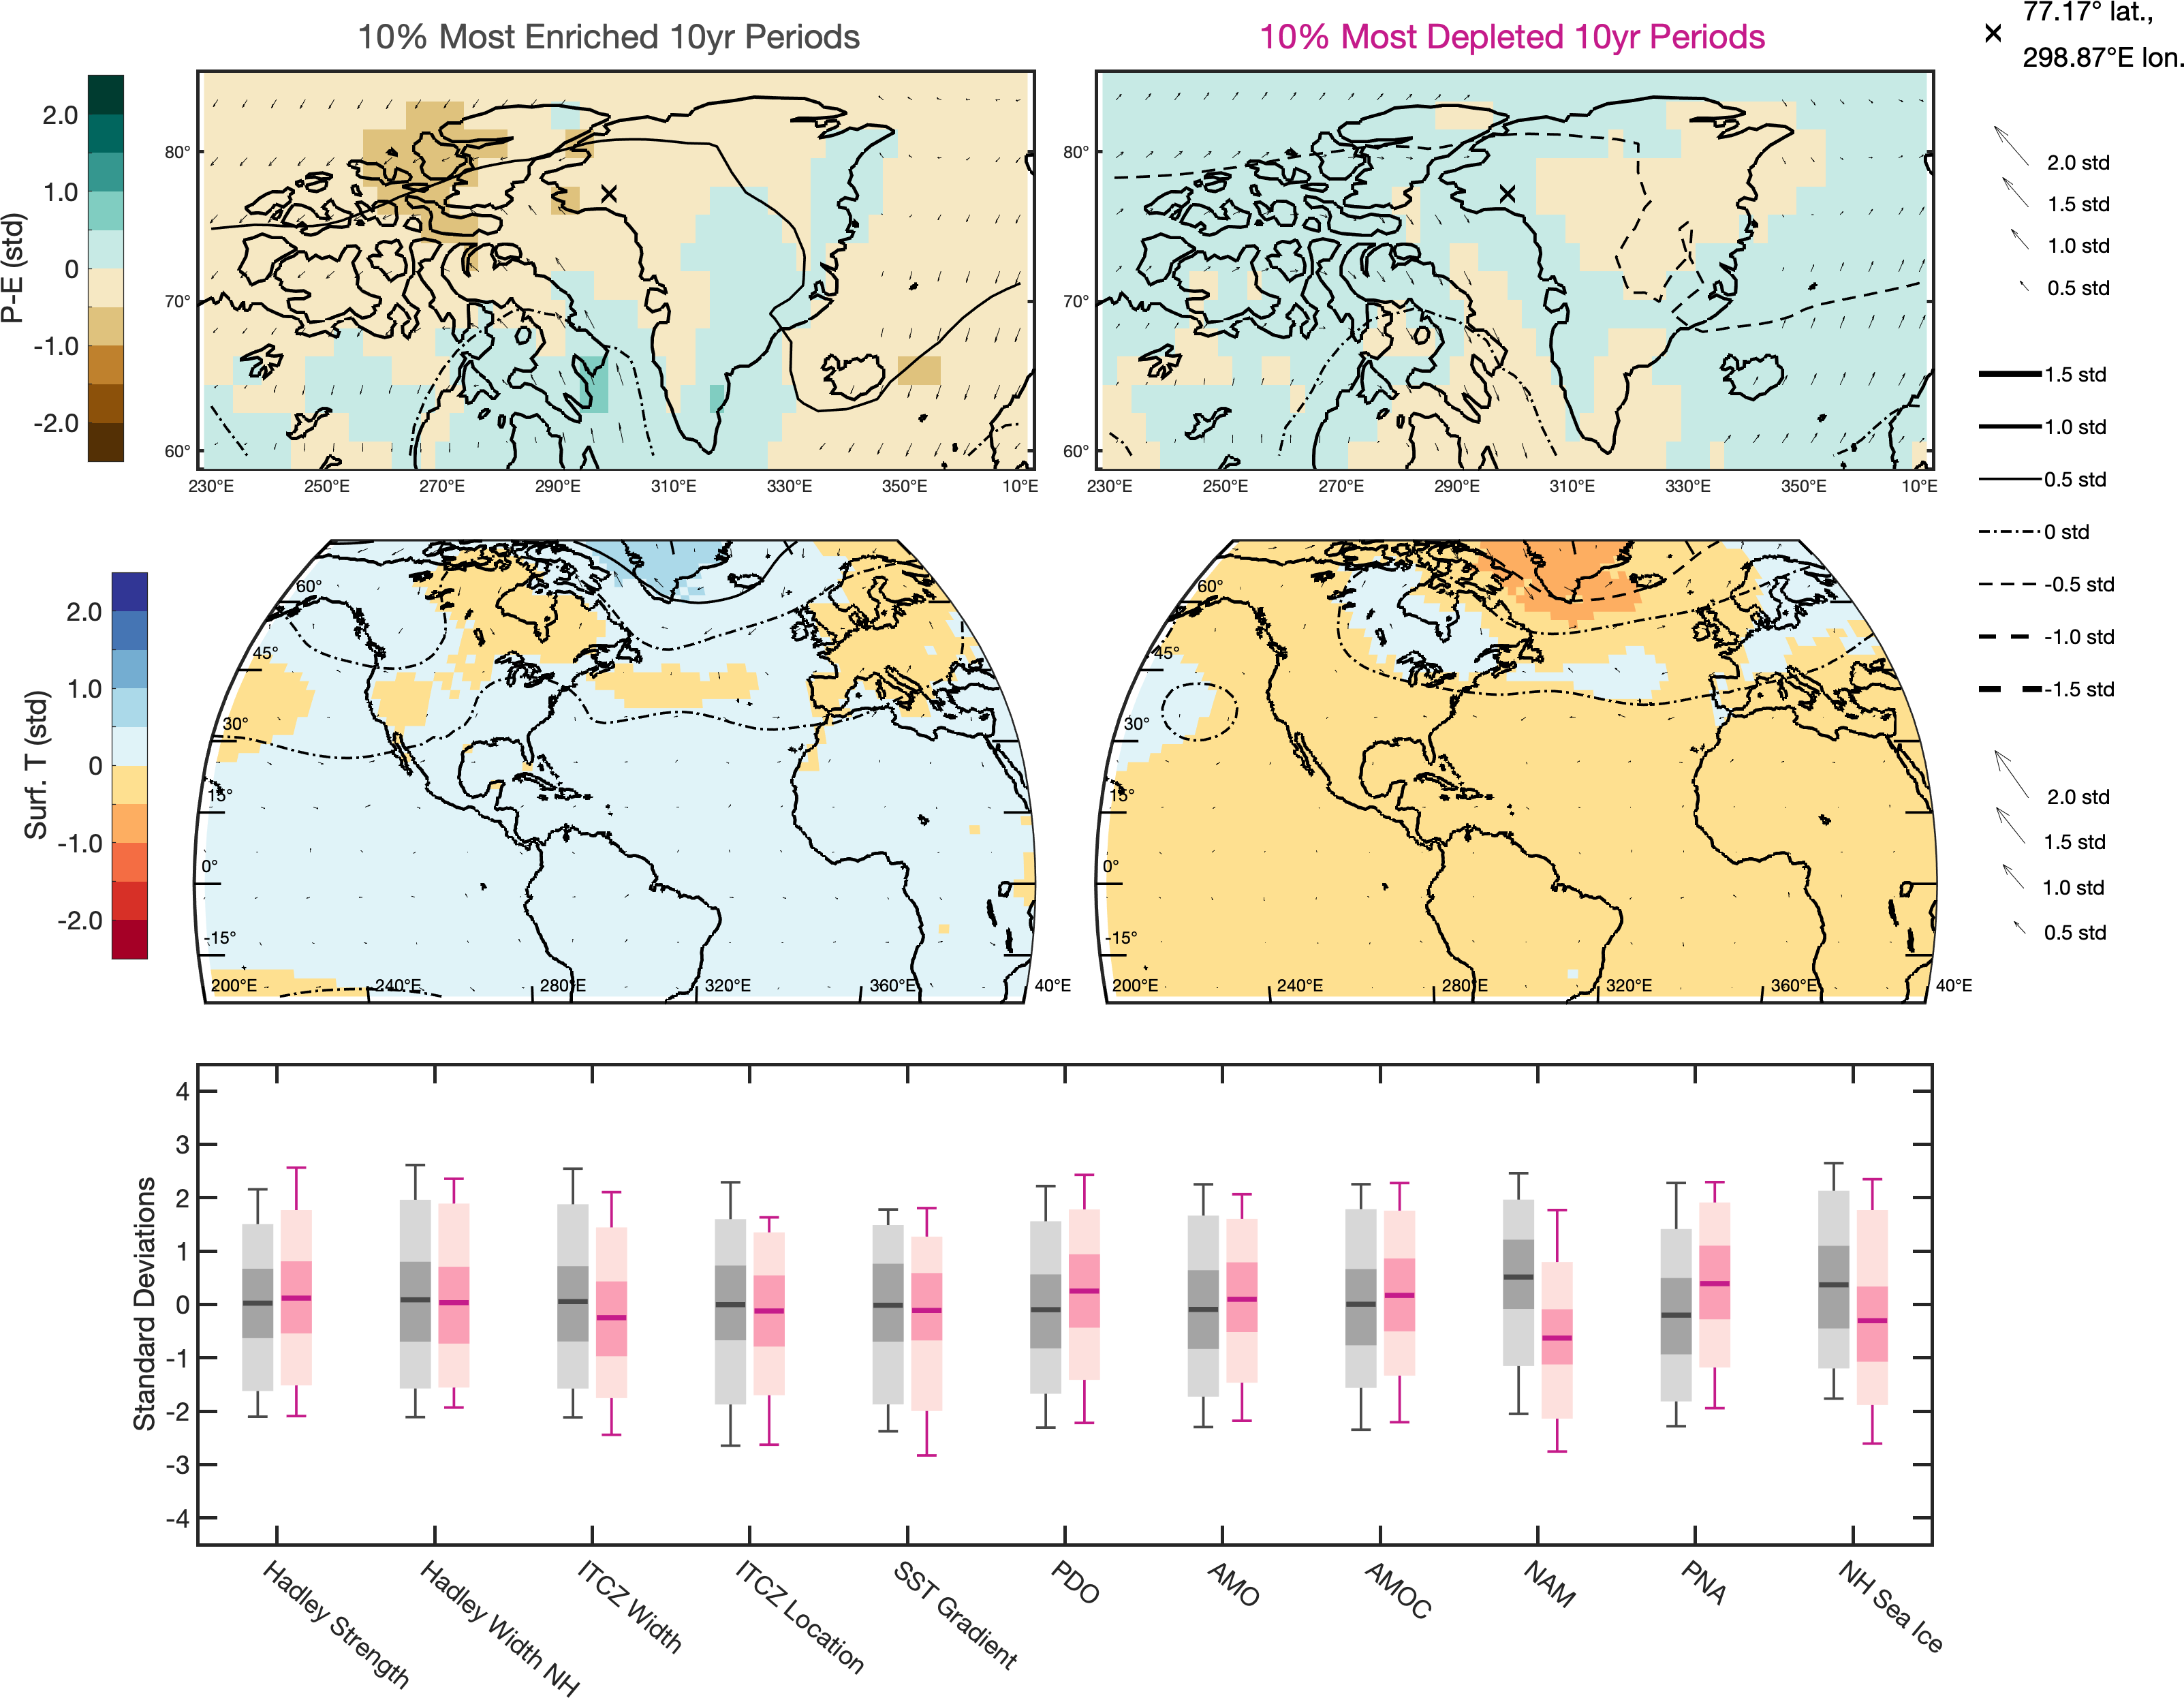 10% Most Enriched 10yr Periods
10% Most Depleted 10yr Periods
77.17° lat.,
298.87°E lon.
P-E (std)
2.0
1.0
0
-1.0
-2.0
80°
70°
60°
230°E 250°E 270°E 290°E 310°E 330°E 350°E 10°E
80°
70°
60°
230°E 250°E 270°E 290°E 310°E 330°E 350°E 10°E
2.0 std
1.5 std
1.0 std
0.5 std
1.5 std
1.0 std
0.5 std
0 std
-0.5 std
-1.0 std
-1.5 std
Surf. T (std)
2.0
1.0
0
-1.0
-2.0
60°
45°
30°
15°
0°
-15°
200°E 240°E 280°E 320°E 360°E 40°E
60°
45°
30°
15°
0°
-15°
200°E 240°E 280°E 320°E 360°E 40°E
2.0 std
1.5 std
1.0 std
0.5 std
Standard Deviations
4
3
2
1
0
-1
-2
-3
-4
Hadley Strength
Hadley Width NH
ITCZ Width
ITCZ Location
SST Gradient
PDO
AMO
AMOC
NAM
PNA
NH Sea Ice